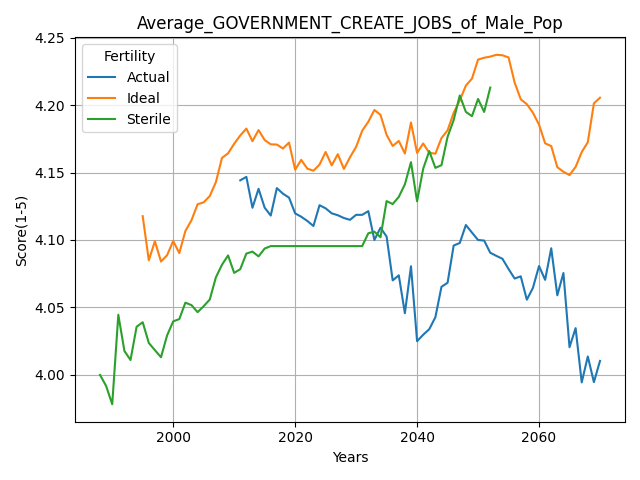 Average_GOVERNMENT_CREATE_JOBS_of_Male_Pop
Fertility
Actual
Ideal
Sterile
Score(1-5)
4.25
4.20
4.15
4.10
4.05
4.00
2000 2020 2040 2060
Years